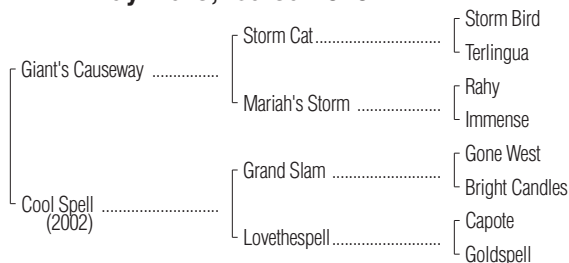 Giant's Causeway
Cool Spell
(2002)
Storm Cat
Mariah's Storm
Grand Slam
Lovethespell
Storm Bird
Terlingua
Rahy
Immense
Gone West
Bright Candles
Capote
Goldspell